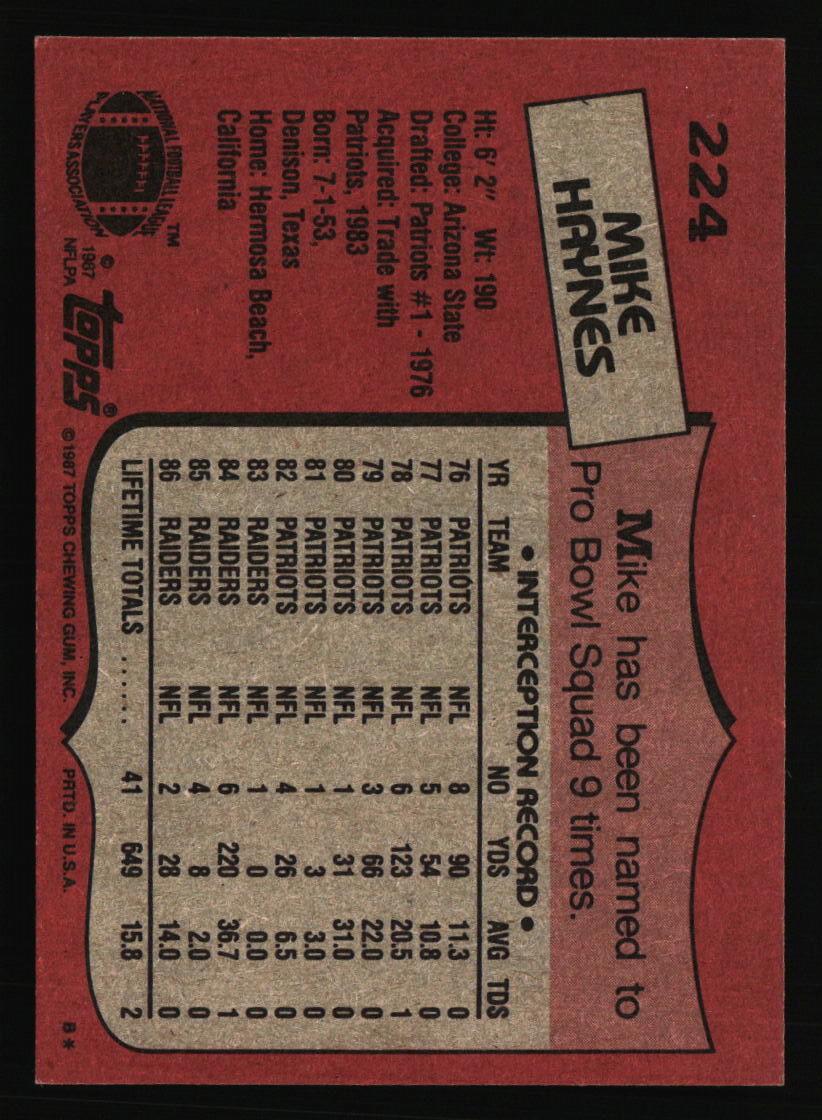 224
MIKE
HAYNES
Ht: 6' 2" Wt: 190
College: Arizona State
Drafted: Patriots #1 - 1976
Acquired: Trade with
Patriots, 1983
Born: 7-1-53,
Denison, Texas
Home: Hermosa Beach,
California
NATIONAL FOOTBALL LEAGUE
PLAYERS ASSOCIATION
TM
© 1987
NFLPA
topps®
Mike has been named to
Pro Bowl Squad 9 times.
• INTERCEPTION RECORD •
YR TEAM NO YDS AVG TDS
76 PATRIOTS NFL 8 90 11.3 0
77 PATRIOTS NFL 5 54 10.8 0
78 PATRIOTS NFL 6 123 20.5 1
79 PATRIOTS NFL 3 66 22.0 0
80 PATRIOTS NFL 1 31 31.0 0
81 PATRIOTS NFL 1 3 3.0 0
82 PATRIOTS NFL 4 26 6.5 0
83 RAIDERS NFL 1 0 0.0 0
84 RAIDERS NFL 6 220 36.7 1
85 RAIDERS NFL 4 8 2.0 0
86 RAIDERS NFL 2 28 14.0 0
LIFETIME TOTALS ...... 41 649 15.8 2
© 1987 TOPPS CHEWING GUM, INC. PRTD. IN U.S.A. B*